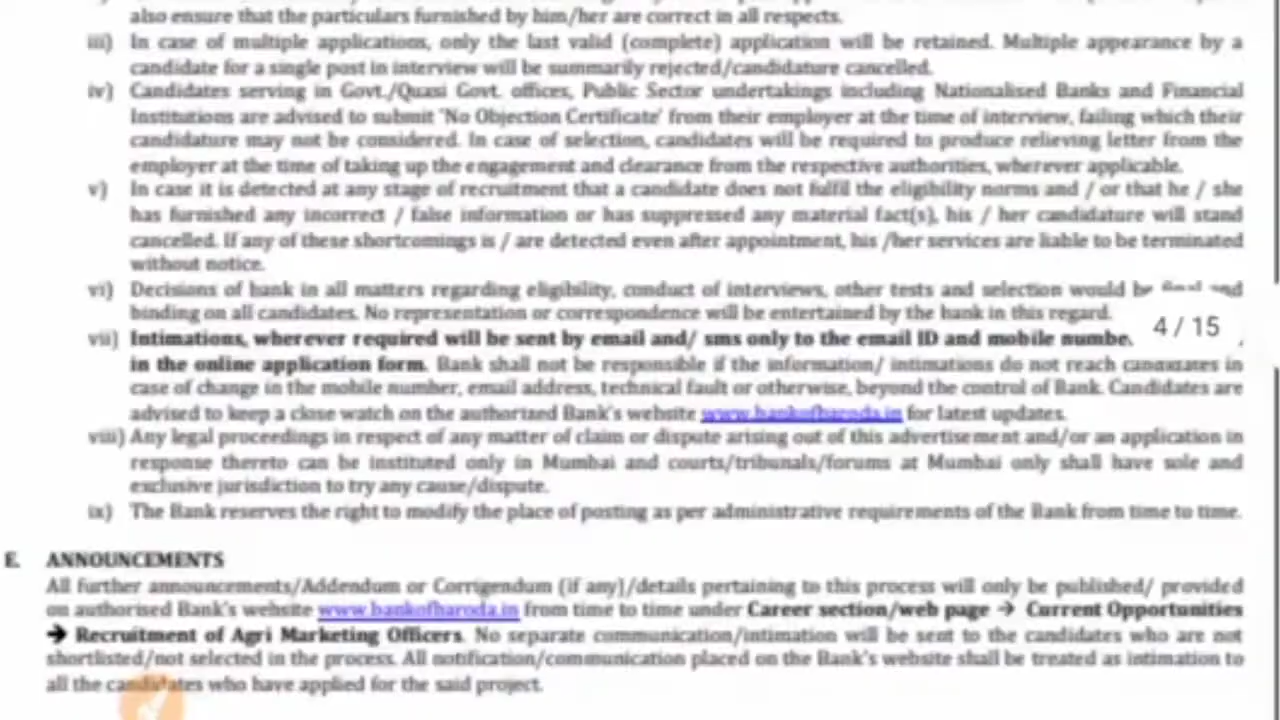 also ensure that the particulars furnished by him/her are correct in all respects.
iii) In case of multiple applications, only the last valid (complete) application will be retained. Multiple appearance by a
candidate for a single post in interview will be summarily rejected/candidature cancelled.
iv) Candidates serving in Govt./Quasi Govt. offices, Public Sector undertakings including Nationalised Banks and Financial
Institutions are advised to submit 'No Objection Certificate' from their employer at the time of interview, failing which their
candidature may not be considered. In case of selection, candidates will be required to produce relieving letter from the
employer at the time of taking up the engagement and clearance from the respective authorities, wherever applicable.
v) In case it is detected at any stage of recruitment that a candidate does not fulfil the eligibility norms and / or that he / she
has furnished any incorrect / false information or has suppressed any material fact(s), his / her candidature will stand
cancelled. If any of these shortcomings is / are detected even after appointment, his /her services are liable to be terminated
without notice.
vi) Decisions of bank in all matters regarding eligibility, conduct of interviews, other tests and selection would be final and
binding on all candidates. No representation or correspondence will be entertained by the bank in this regard.
4 / 15
vii) Intimations, wherever required will be sent by email and/ sms only to the email ID and mobile numbe
in the online application form. Bank shall not be responsible if the information/ intimations do not reach candidates in
case of change in the mobile number, email address, technical fault or otherwise, beyond the control of Bank. Candidates are
advised to keep a close watch on the authorized Bank's website www.bankofbaroda.in for latest updates.
viii) Any legal proceedings in respect of any matter of claim or dispute arising out of this advertisement and/or an application in
response thereto can be instituted only in Mumbai and courts/tribunals/forums at Mumbai only shall have sole and
exclusive jurisdiction to try any cause/dispute.
ix) The Bank reserves the right to modify the place of posting as per administrative requirements of the Bank from time to time.
E. ANNOUNCEMENTS
All further announcements/Addendum or Corrigendum (if any)/details pertaining to this process will only be published/ provided
on authorised Bank's website www.bankofbaroda.in from time to time under Career section/web page → Current Opportunities
→ Recruitment of Agri Marketing Officers. No separate communication/intimation will be sent to the candidates who are not
shortlisted/not selected in the process. All notification/communication placed on the Bank's website shall be treated as intimation to
all the candidates who have applied for the said project.